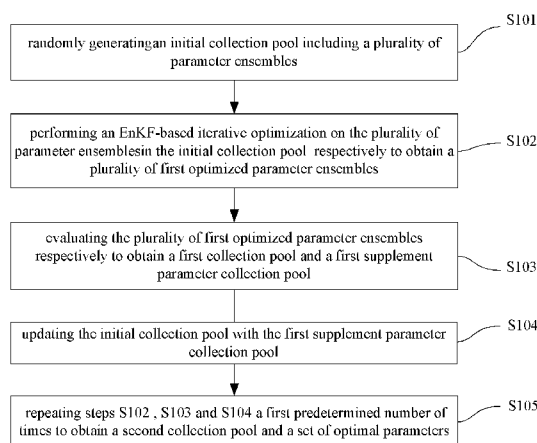 S101
randomly generatingan initial collection pool including a plurality of
parameter ensembles
performing an EnKF-based iterative optimization on the plurality of
parameter ensemblesin the initial collection pool respectively to obtain a
plurality of first optimized parameter ensembles
S102
evaluating the plurality of first optimized parameter ensembles
respectively to obtain a first collection pool and a first supplement
parameter collection pool
S103
updating the initial collection pool with the first supplement parameter
collection pool
S104
repeating steps S102 , S103 and S104 a first predetermined number of
times to obtain a second collection pool and a set of optimal parameters
S105